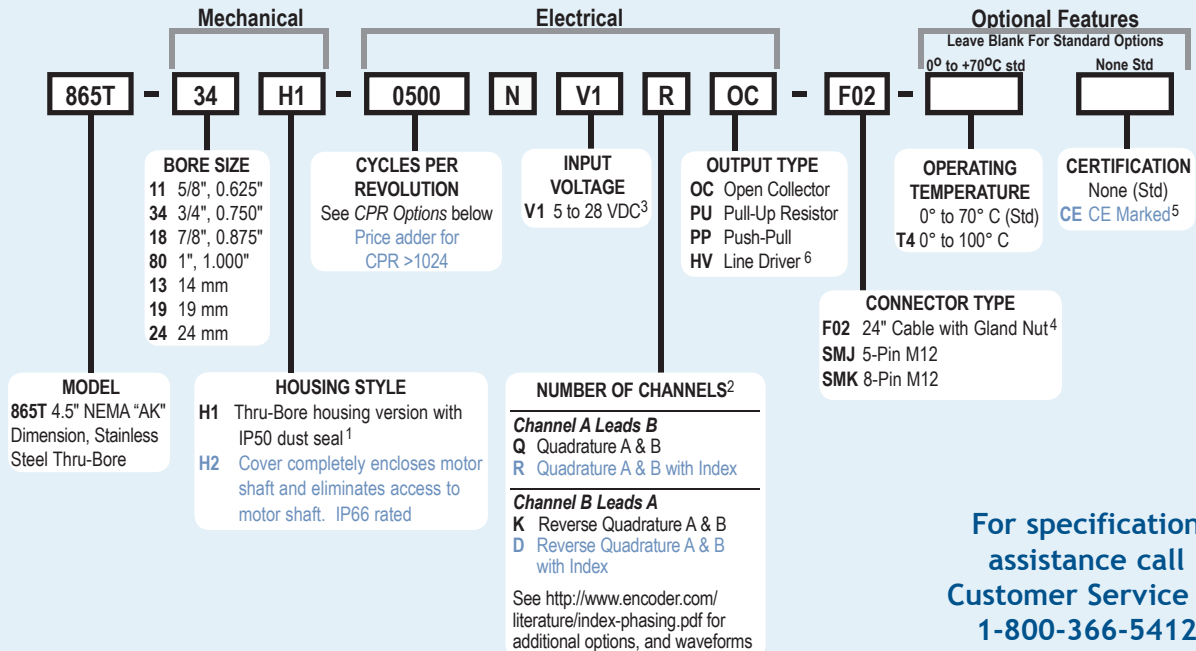 Mechanical
Electrical
Optional Features
Leave Blank For Standard Options
0º to +70ºC std
None Std
865T - 34 H1 - 0500 N V1 R OC - F02 -
BORE SIZE
11 5/8", 0.625"
34 3/4", 0.750"
18 7/8", 0.875"
80 1", 1.000"
13 14 mm
19 19 mm
24 24 mm
CYCLES PER
REVOLUTION
See CPR Options below
Price adder for
CPR >1024
INPUT
VOLTAGE
V1 5 to 28 VDC3
OUTPUT TYPE
OC Open Collector
PU Pull-Up Resistor
PP Push-Pull
HV Line Driver 6
OPERATING
TEMPERATURE
0° to 70° C (Std)
T4 0° to 100° C
CERTIFICATION
None (Std)
CE CE Marked5
CONNECTOR TYPE
F02 24" Cable with Gland Nut4
SMJ 5-Pin M12
SMK 8-Pin M12
MODEL
865T 4.5" NEMA “AK”
Dimension, Stainless
Steel Thru-Bore
HOUSING STYLE
H1 Thru-Bore housing version with
IP50 dust seal1
H2 Cover completely encloses motor
shaft and eliminates access to
motor shaft. IP66 rated
NUMBER OF CHANNELS2
Channel A Leads B
Q Quadrature A & B
R Quadrature A & B with Index
Channel B Leads A
K Reverse Quadrature A & B
D Reverse Quadrature A & B
with Index
See http://www.encoder.com/
literature/index-phasing.pdf for
additional options, and waveforms
For specification
assistance call
Customer Service
1-800-366-5412